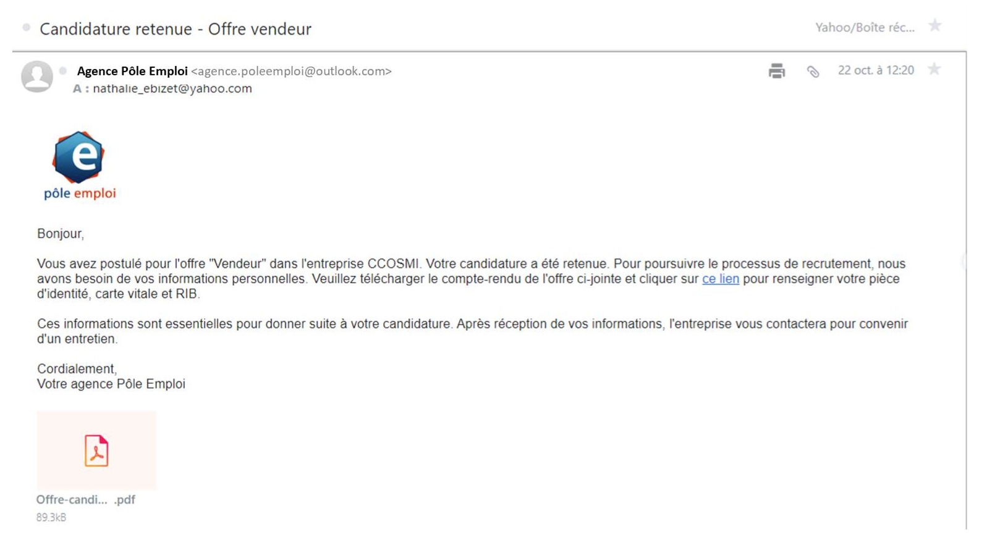 Candidature retenue - Offre vendeur
Yahoo/Boîte réc...
Agence Pôle Emploi <agence.poleemploi@outlook.com>
22 oct. à 12:20
A : nathalie_ebizet@yahoo.com
e
pôle emploi
Bonjour,
Vous avez postulé pour l'offre "Vendeur" dans l'entreprise CCOSMI. Votre candidature a été retenue. Pour poursuivre le processus de recrutement, nous
avons besoin de vos informations personnelles. Veuillez télécharger le compte-rendu de l'offre ci-jointe et cliquer sur ce lien pour renseigner votre pièce
d'identité, carte vitale et RIB.
Ces informations sont essentielles pour donner suite à votre candidature. Après réception de vos informations, l'entreprise vous contactera pour convenir
d'un entretien.
Cordialement,
Votre agence Pôle Emploi
Offre-candi... .pdf
89.3kB